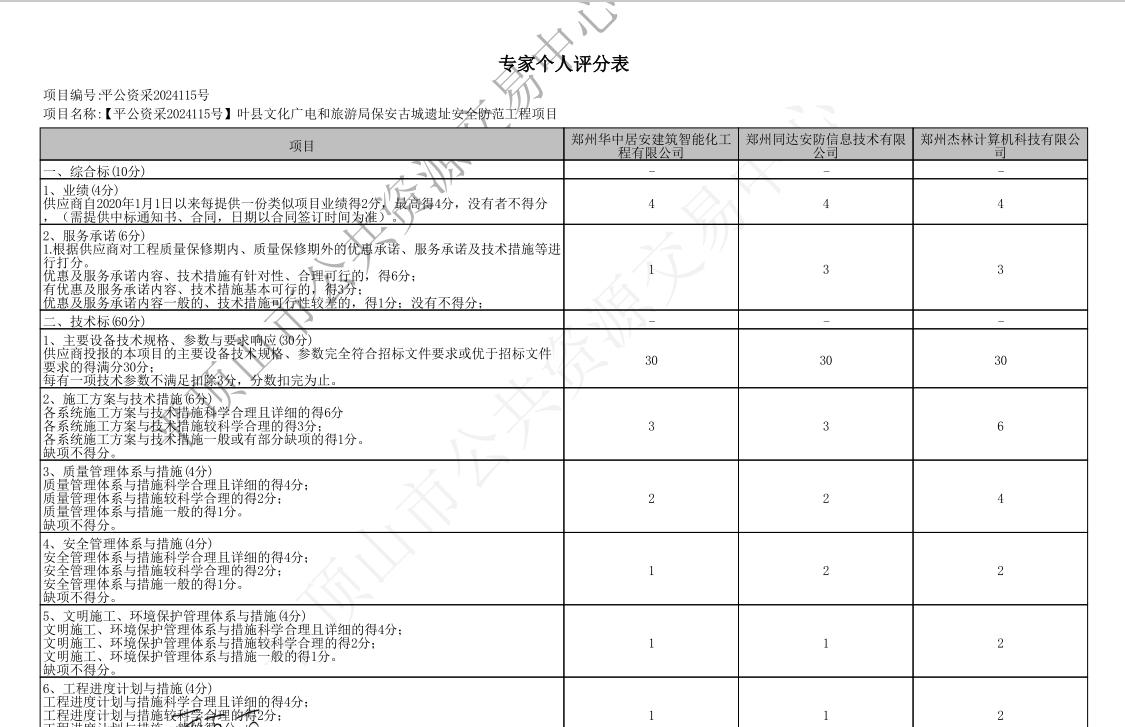 专家个人评分表
项目编号:平公资采2024115号
项目名称:【平公资采2024115号】叶县文化广电和旅游局保安古城遗址安全防范工程项目
项目
郑州华中居安建筑智能化工
程有限公司
郑州同达安防信息技术有限
公司
郑州杰林计算机科技有限公
司
一、综合标(10分)
-
-
-
1、业绩(4分)
供应商自2020年1月1日以来每提供一份类似项目业绩得2分，最高得4分，没有者不得分
，（需提供中标通知书、合同，日期以合同签订时间为准）。
4
4
4
2、服务承诺(6分)
1.根据供应商对工程质量保修期内、质量保修期外的优惠承诺、服务承诺及技术措施等进
行打分。
优惠及服务承诺内容、技术措施有针对性、合理可行的，得6分；
有优惠及服务承诺内容、技术措施基本可行的，得3分；
优惠及服务承诺内容一般的、技术措施可行性较差的，得1分；没有不得分；
1
3
3
二、技术标(60分)
-
-
-
1、主要设备技术规格、参数与要求响应(30分)
供应商投报的本项目的主要设备技术规格、参数完全符合招标文件要求或优于招标文件
要求的得满分30分；
每有一项技术参数不满足扣除3分，分数扣完为止。
30
30
30
2、施工方案与技术措施(6分)
各系统施工方案与技术措施科学合理且详细的得6分
各系统施工方案与技术措施较科学合理的得3分；
各系统施工方案与技术措施一般或有部分缺项的得1分。
缺项不得分。
3
3
6
3、质量管理体系与措施(4分)
质量管理体系与措施科学合理且详细的得4分；
质量管理体系与措施较科学合理的得2分；
质量管理体系与措施一般的得1分。
缺项不得分。
2
2
4
4、安全管理体系与措施(4分)
安全管理体系与措施科学合理且详细的得4分；
安全管理体系与措施较科学合理的得2分；
安全管理体系与措施一般的得1分。
缺项不得分。
1
2
2
5、文明施工、环境保护管理体系与措施(4分)
文明施工、环境保护管理体系与措施科学合理且详细的得4分；
文明施工、环境保护管理体系与措施较科学合理的得2分；
文明施工、环境保护管理体系与措施一般的得1分。
缺项不得分。
1
1
2
6、工程进度计划与措施(4分)
工程进度计划与措施科学合理且详细的得4分；
工程进度计划与措施较科学合理的得2分；
1
1
2
平顶山市公共资源交易中心
顶山市公共资源交易中心